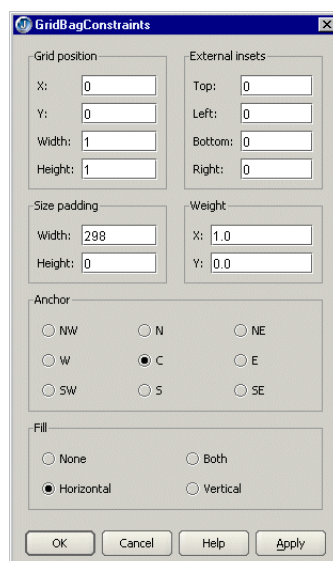 GridBagConstraints
Grid position
X: 0
Y: 0
Width: 1
Height: 1
External insets
Top: 0
Left: 0
Bottom: 0
Right: 0
Size padding
Width: 298
Height: 0
Weight
X: 1.0
Y: 0.0
Anchor
NW N NE
W C E
SW S SE
Fill
None Both
Horizontal Vertical
OK Cancel Help Apply